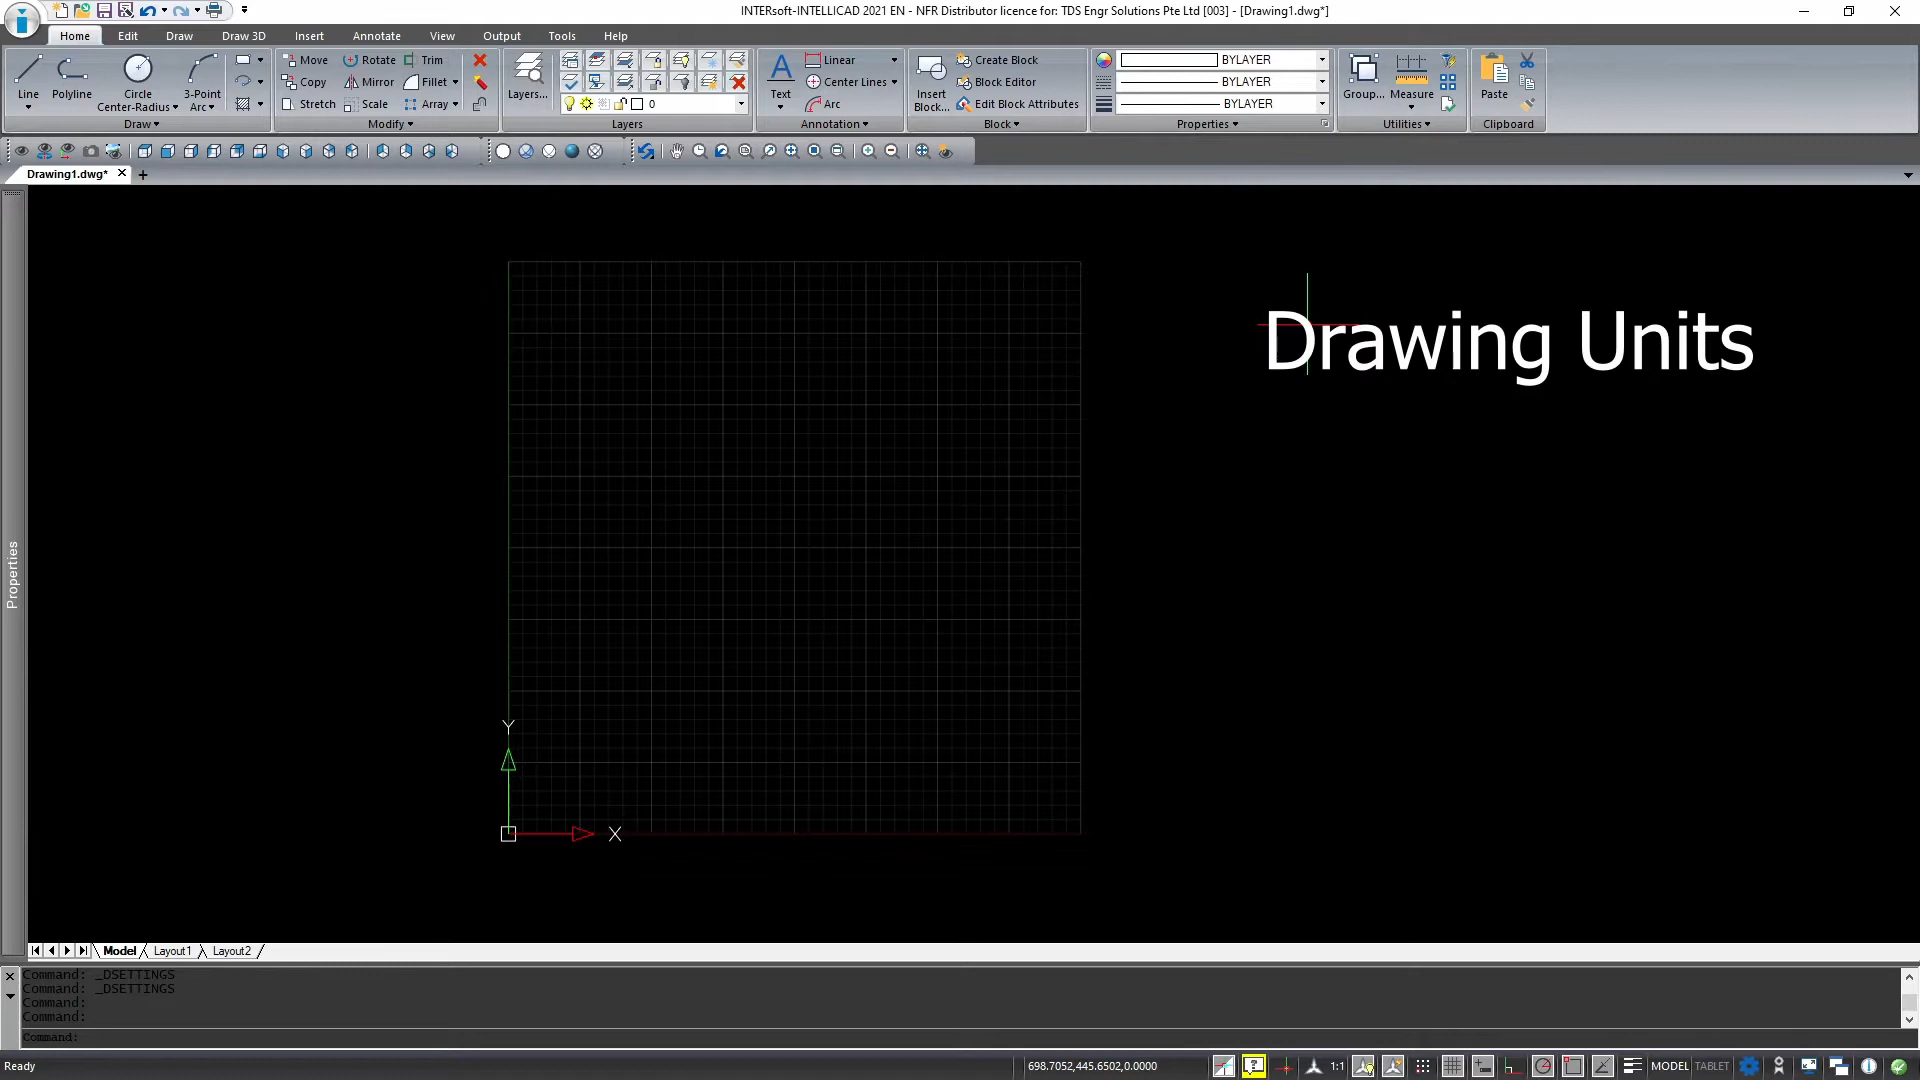 INTERsoft-INTELLICAD 2021 EN - NFR Distributor licence for: TDS Engr Solutions Pte Ltd [003] - [Drawing1.dwg*]
Home Edit Draw Draw 3D Insert Annotate View Output Tools Help
Line Polyline Circle Center-Radius 3-Point Arc
Draw
Move Rotate Trim
Copy Mirror Fillet
Stretch Scale Array
Modify
Layers...
0
Layers
Text Linear
Center Lines
Arc
Annotation
Insert Block... Create Block
Block Editor
Edit Block Attributes
Block
BYLAYER
BYLAYER
BYLAYER
Properties
Group... Measure
Utilities
Paste
Clipboard
Drawing1.dwg*
Drawing Units
Properties
Y
X
Model Layout1 Layout2
Command: _DSETTINGS
Command: _DSETTINGS
Command:
Command:
Command:
Ready
698.7052,445.6502,0.0000
1:1
MODEL TABLET